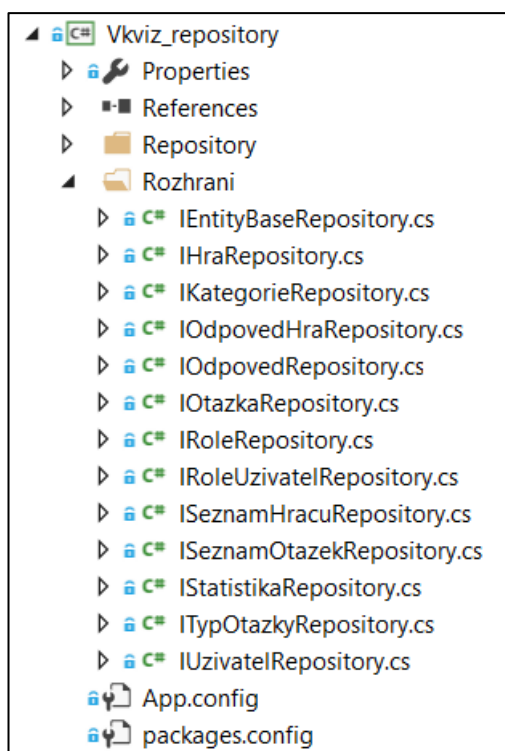 C# Vkviz_repository
Properties
References
Repository
Rozhrani
C# IEntityBaseRepository.cs
C# IHraRepository.cs
C# IKategorieRepository.cs
C# IOdpovedHraRepository.cs
C# IOdpovedRepository.cs
C# IOtazkaRepository.cs
C# IRoleRepository.cs
C# IRoleUzivatelRepository.cs
C# ISeznamHracuRepository.cs
C# ISeznamOtazekRepository.cs
C# IStatistikaRepository.cs
C# ITypOtazkyRepository.cs
C# IUzivatelRepository.cs
App.config
packages.config